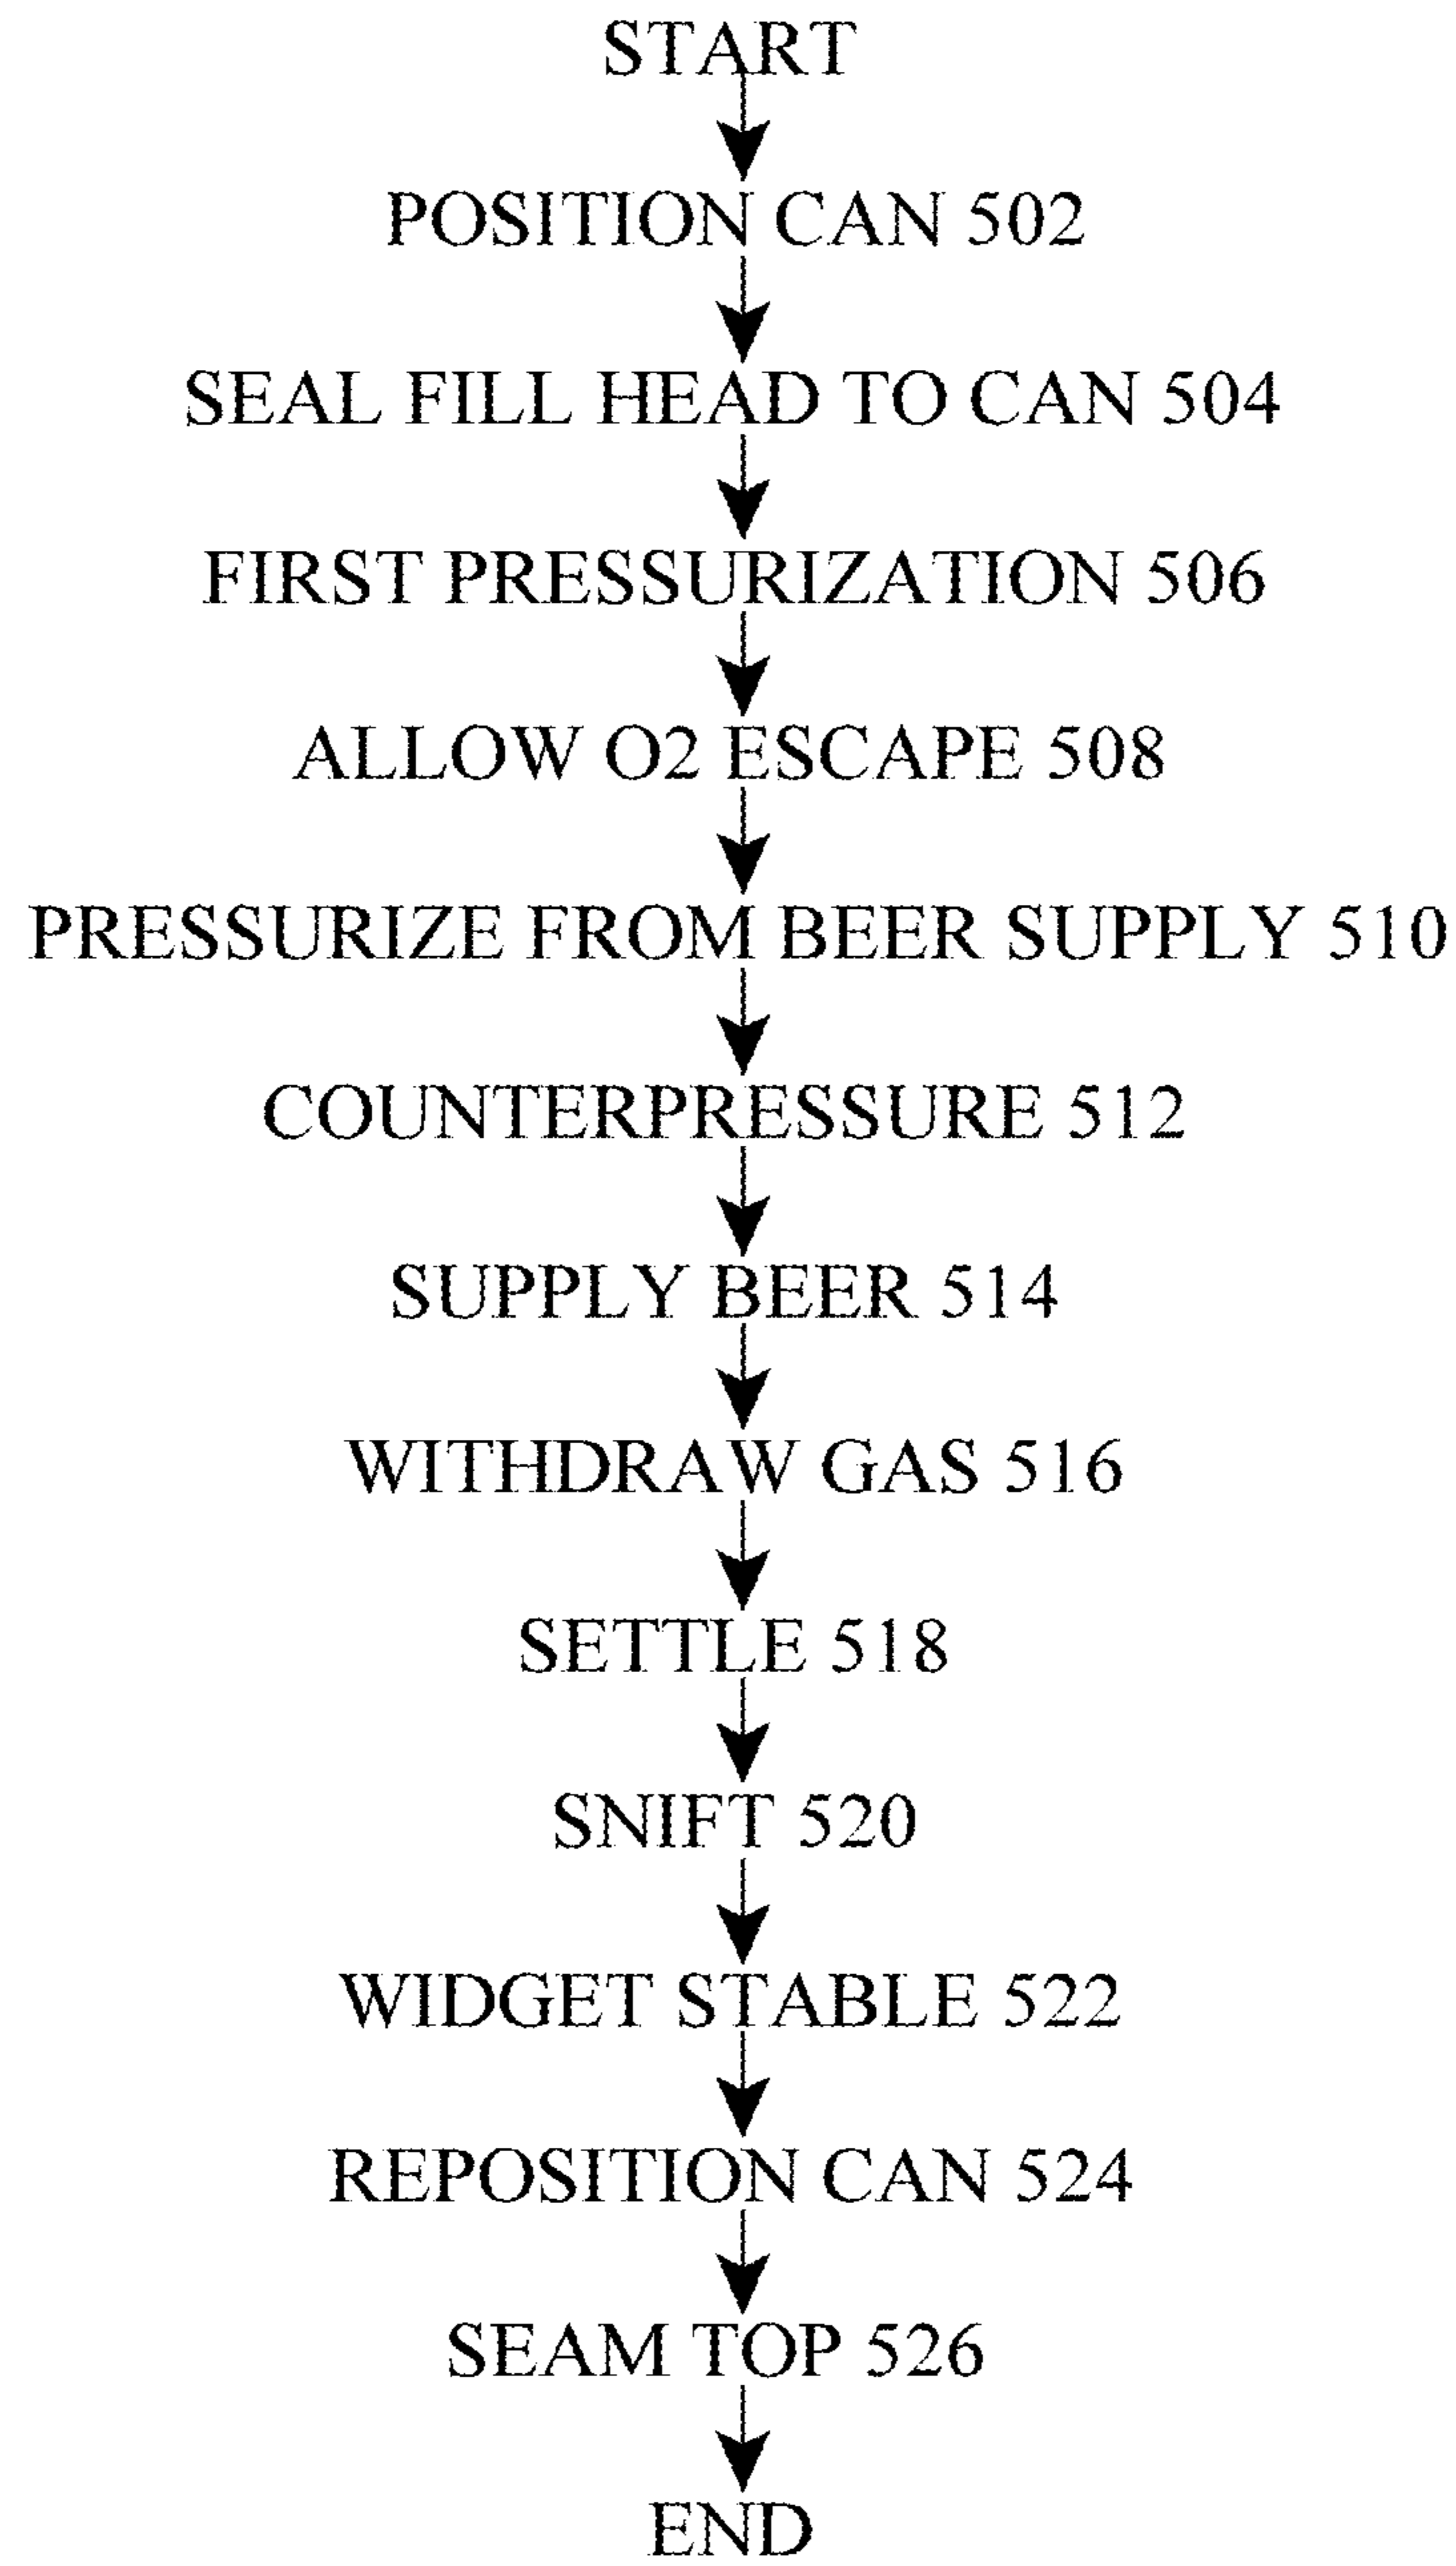 START
POSITION CAN 502
SEAL FILL HEAD TO CAN 504
FIRST PRESSURIZATION 506
ALLOW O2 ESCAPE 508
PRESSURIZE FROM BEER SUPPLY 510
COUNTERPRESSURE 512
SUPPLY BEER 514
WITHDRAW GAS 516
SETTLE 518
SNIFT 520
WIDGET STABLE 522
REPOSITION CAN 524
SEAM TOP 526
END